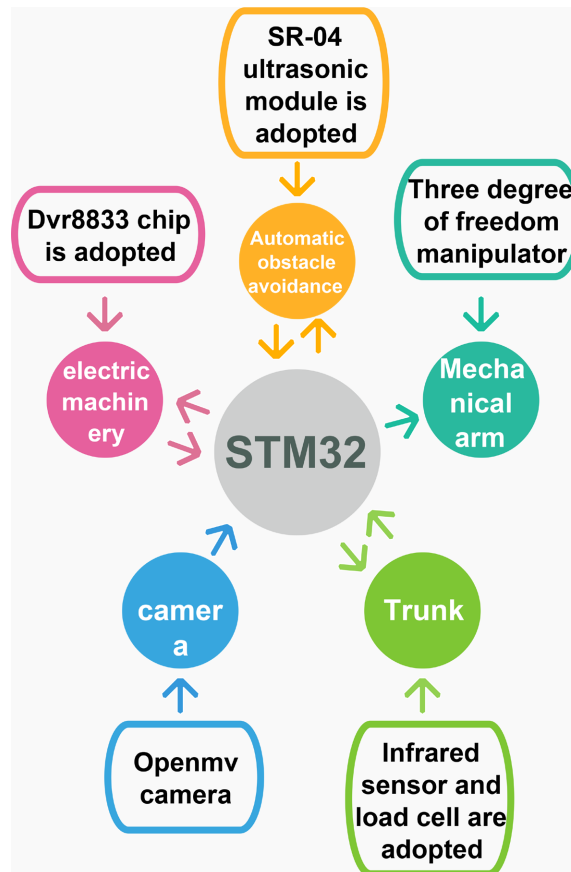 SR-04
ultrasonic
module is
adopted
Dvr8833 chip
is adopted
Three degree
of freedom
manipulator
Automatic
obstacle
avoidance
electric
machin
ery
Mecha
nical
arm
STM32
camer
a
Trunk
Openmv
camera
Infrared
sensor and
load cell are
adopted